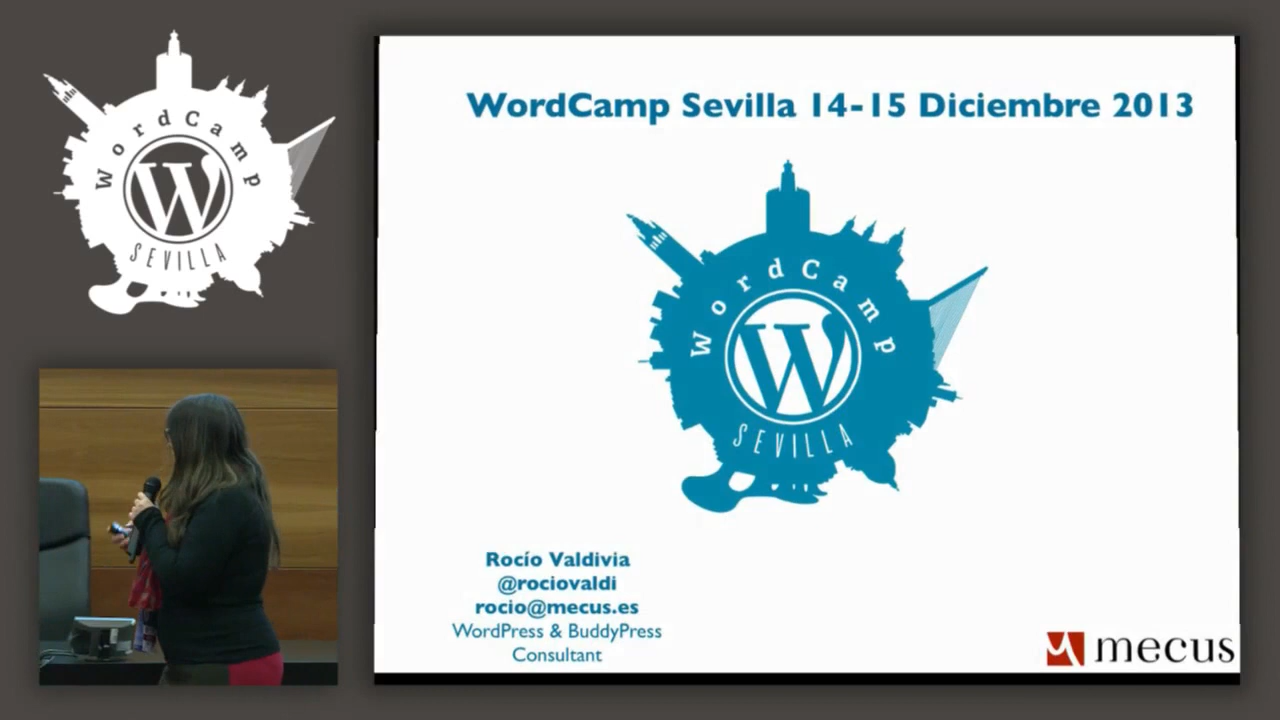 WordCamp
W
SEVILLA
WordCamp Sevilla 14-15 Diciembre 2013
WordCamp
W
SEVILLA
Rocío Valdivia
@rociovaldi
rocio@mecus.es
WordPress & BuddyPress
Consultant
mecus